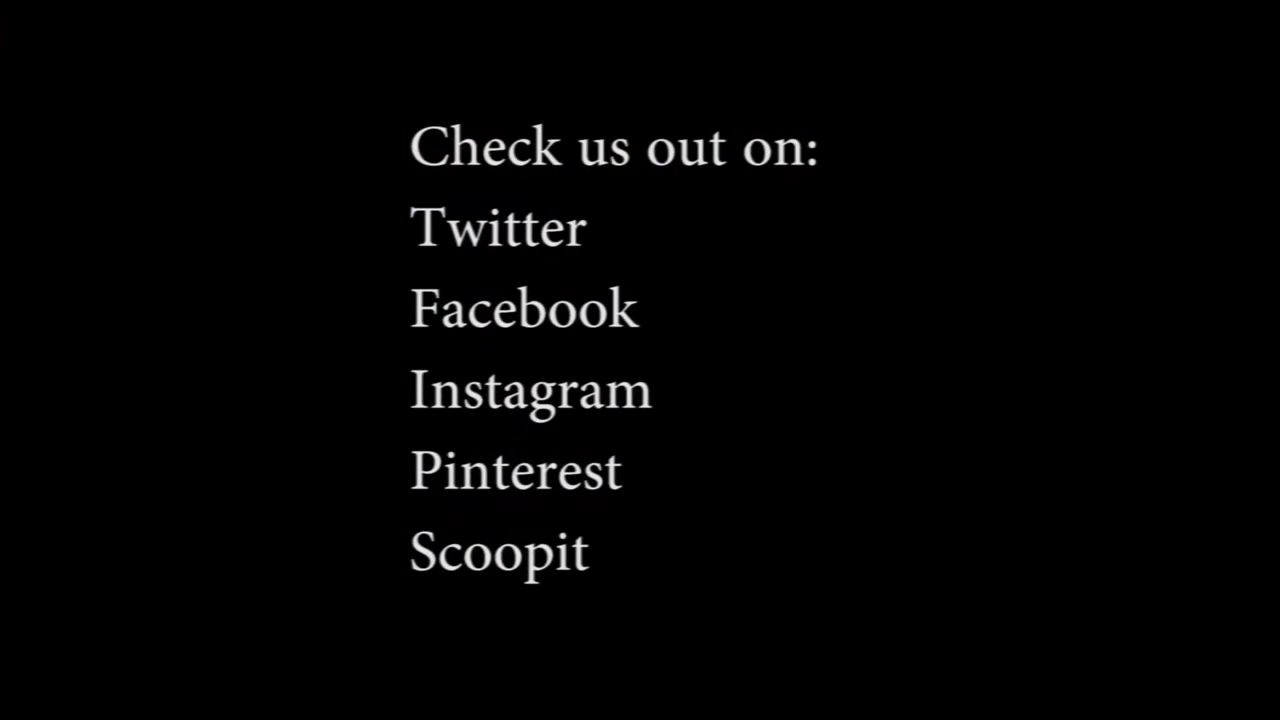 Check us out on:
Twitter
Facebook
Instagram
Pinterest
Scoopit